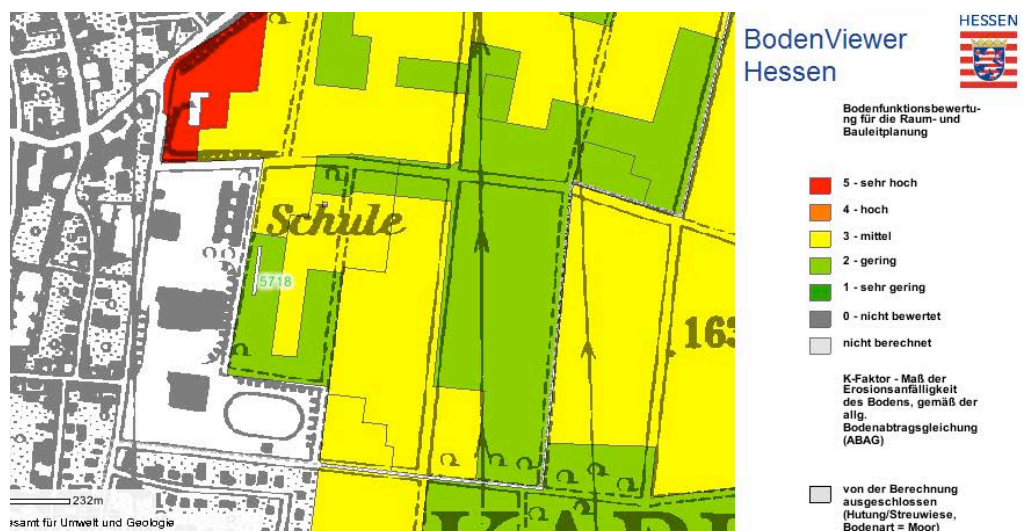 HESSEN
BodenViewer
Hessen
Bodenfunktionsbewertu-
ng für die Raum- und
Bauleitplanung
5 - sehr hoch
4 - hoch
3 - mittel
2 - gering
1 - sehr gering
0 - nicht bewertet
nicht berechnet
K-Faktor - Maß der
Erosionsanfälligkeit
des Bodens, gemäß der
allg.
Bodenabtragsgleichung
(ABAG)
von der Berechnung
ausgeschlossen
(Hutung/Streuwiese,
Bodenart = Moor)
Schule
5718
163
232m
esamt für Umwelt und Geologie